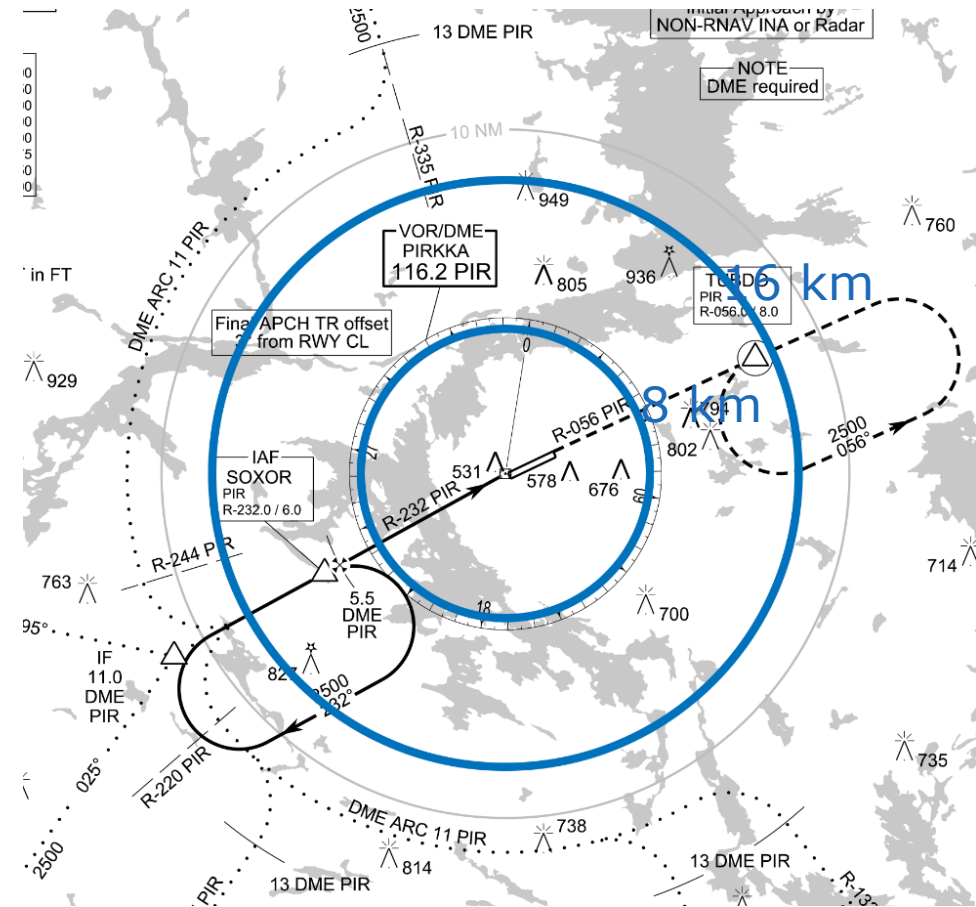 Initial Approach by
NON-RNAV INA or Radar
NOTE
DME required
2500
13 DME PIR
10 NM
R-335 PIR
949
760
VOR/DME
PIRKKA
116.2 PIR
DME ARC 11 PIR
in FT
805
936
TUBDO
PIR
R-056.0 / 8.0
16 km
Final APCH TR offset
from RWY CL
929
0
8 km
R-056 PIR
794
802
2500
056°
27
IAF
SOXOR
PIR
R-232.0 / 6.0
531
578
676
60
R-232 PIR
R-244 PIR
763
714
5.5
DME
PIR
18
700
95°
IF
11.0
DME
PIR
827
2500
232°
R-220 PIR
025°
2500
735
DME ARC 11 PIR
738
814
13 DME PIR
13 DME PIR
PIR